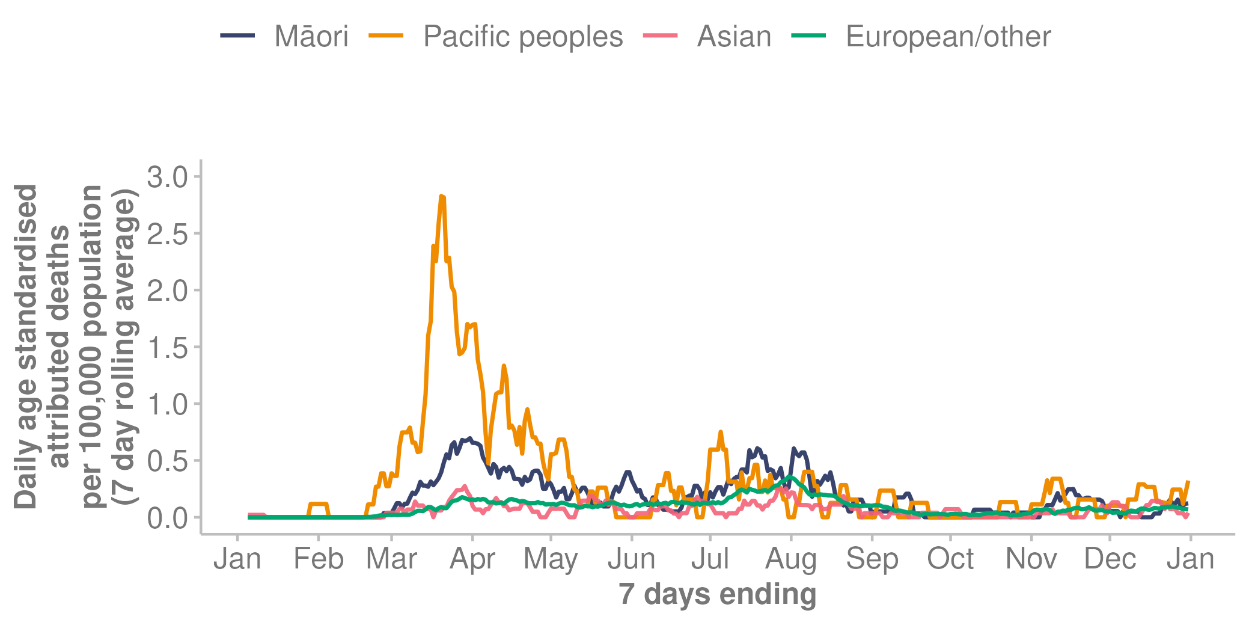 Māori Pacific peoples Asian European/other
Daily age standardised
attributed deaths
per 100,000 population
(7 day rolling average)
3.0
2.5
2.0
1.5
1.0
0.5
0.0
Jan Feb Mar Apr May Jun Jul Aug Sep Oct Nov Dec Jan
7 days ending